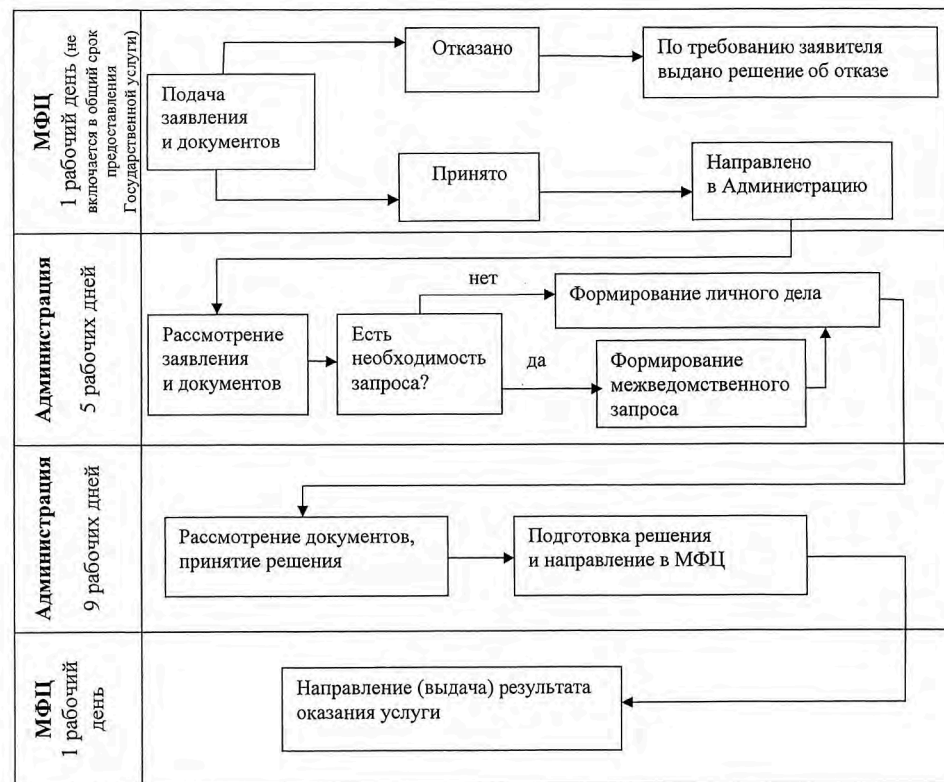 МФЦ
1 рабочий день (не
включается в общий срок
предоставления
Государственной услуги)
Подача
заявления
и документов
Отказано
По требованию заявителя
выдано решение об отказе
Принято
Направлено
в Администрацию
Администрация
5 рабочих дней
Рассмотрение
заявления
и документов
Есть
необходимость
запроса?
нет
Формирование личного дела
да
Формирование
межведомственного
запроса
Администрация
9 рабочих дней
Рассмотрение документов,
принятие решения
Подготовка решения
и направление в МФЦ
МФЦ
1 рабочий
день
Направление (выдача) результата
оказания услуги